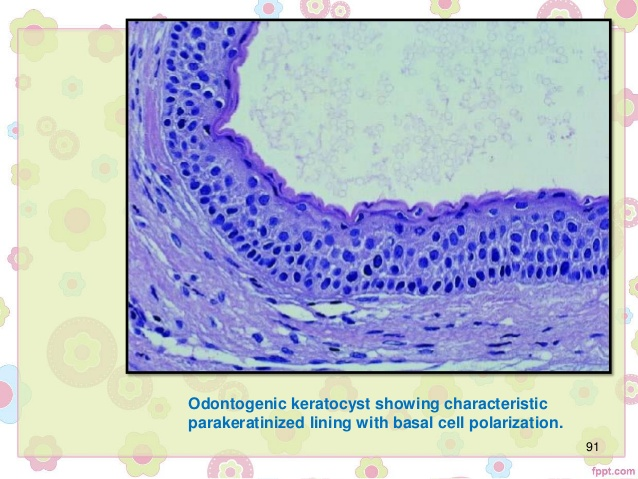 Odontogenic keratocyst showing characteristic
parakeratinized lining with basal cell polarization.
91
fppt.com